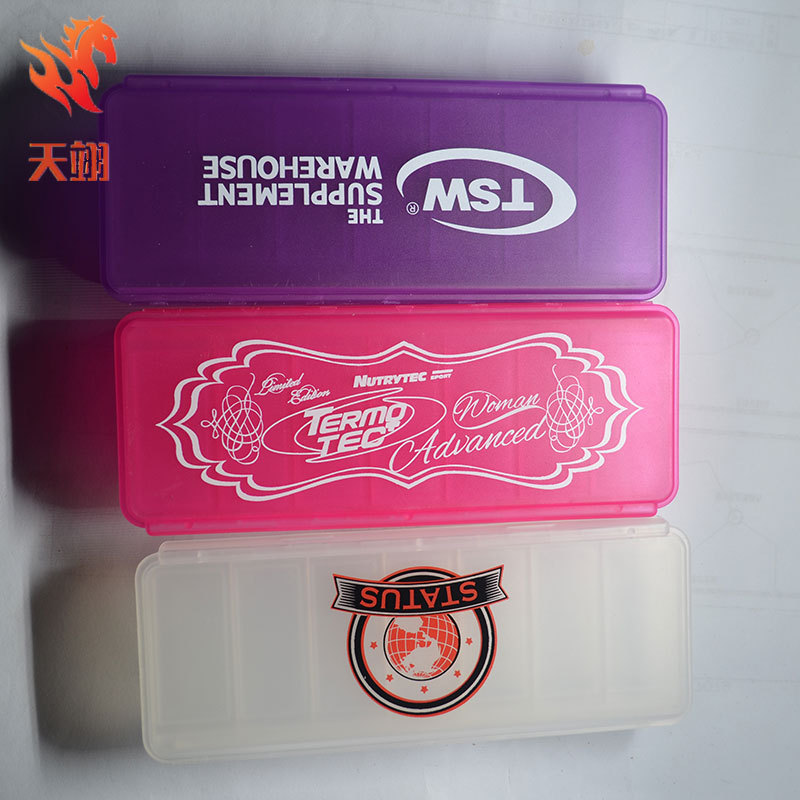 天翊
THE
SUPPLEMENT
WAREHOUSE
TSW®
Limited
Edition
NUTRYTEC SPORT
TERMO
TEC
Woman
Advanced
STATUS